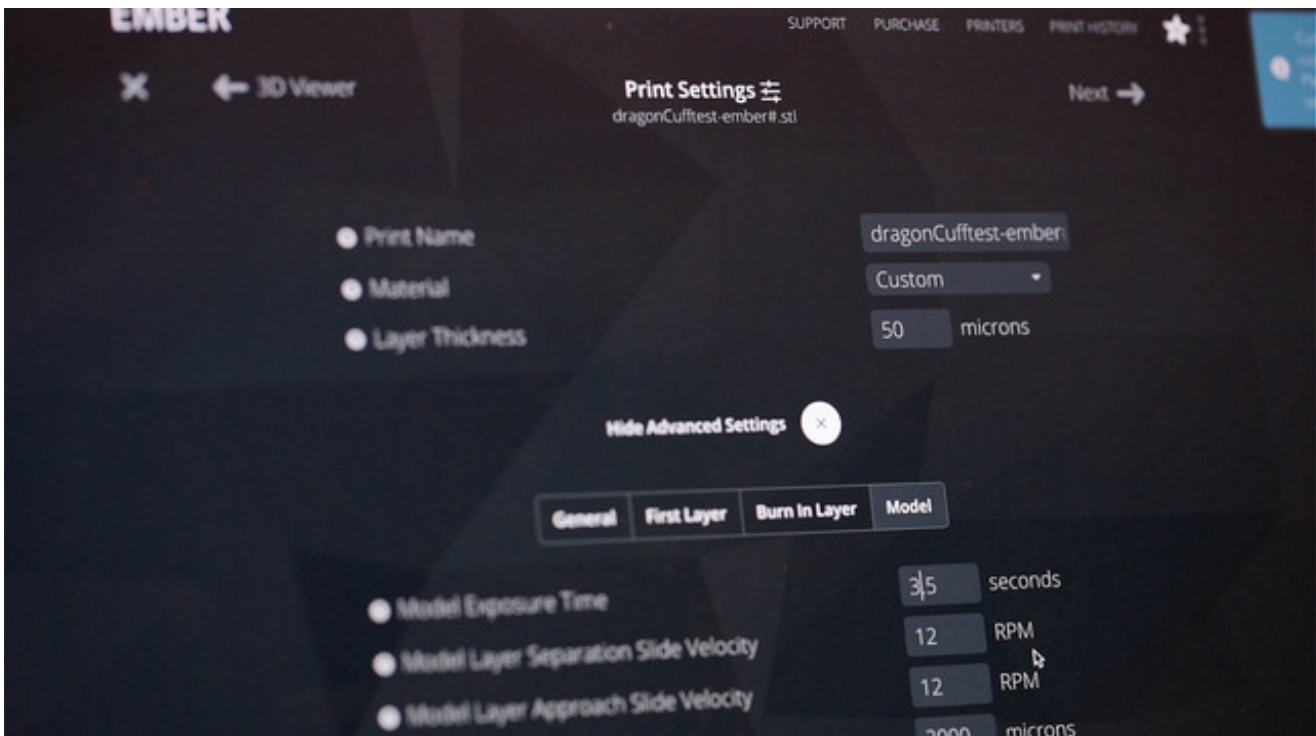 EMBER
SUPPORT PURCHASE PRINTERS PRINT HISTORY
3D Viewer
Print Settings
Next
dragonCufftest-ember#.stl
Print Name dragonCufftest-ember
Material Custom
Layer Thickness 50 microns
Hide Advanced Settings
General First Layer Burn In Layer Model
Model Exposure Time 3.5 seconds
Model Layer Separation Slide Velocity 12 RPM
Model Layer Approach Slide Velocity 12 RPM
microns